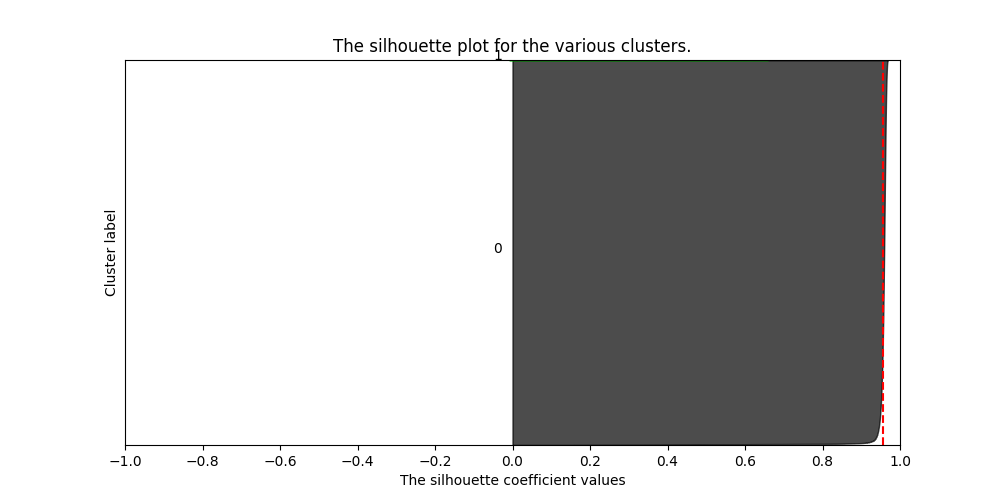 The silhouette plot for the various clusters.
1
0
Cluster label
−1.0 −0.8 −0.6 −0.4 −0.2 0.0 0.2 0.4 0.6 0.8 1.0
The silhouette coefficient values